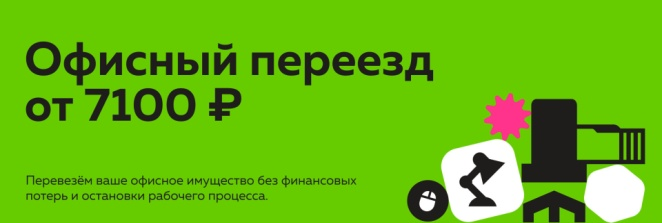 Офисный переезд
от 7100 ₽
Перевезём ваше офисное имущество без финансовых
потерь и остановки рабочего процесса.